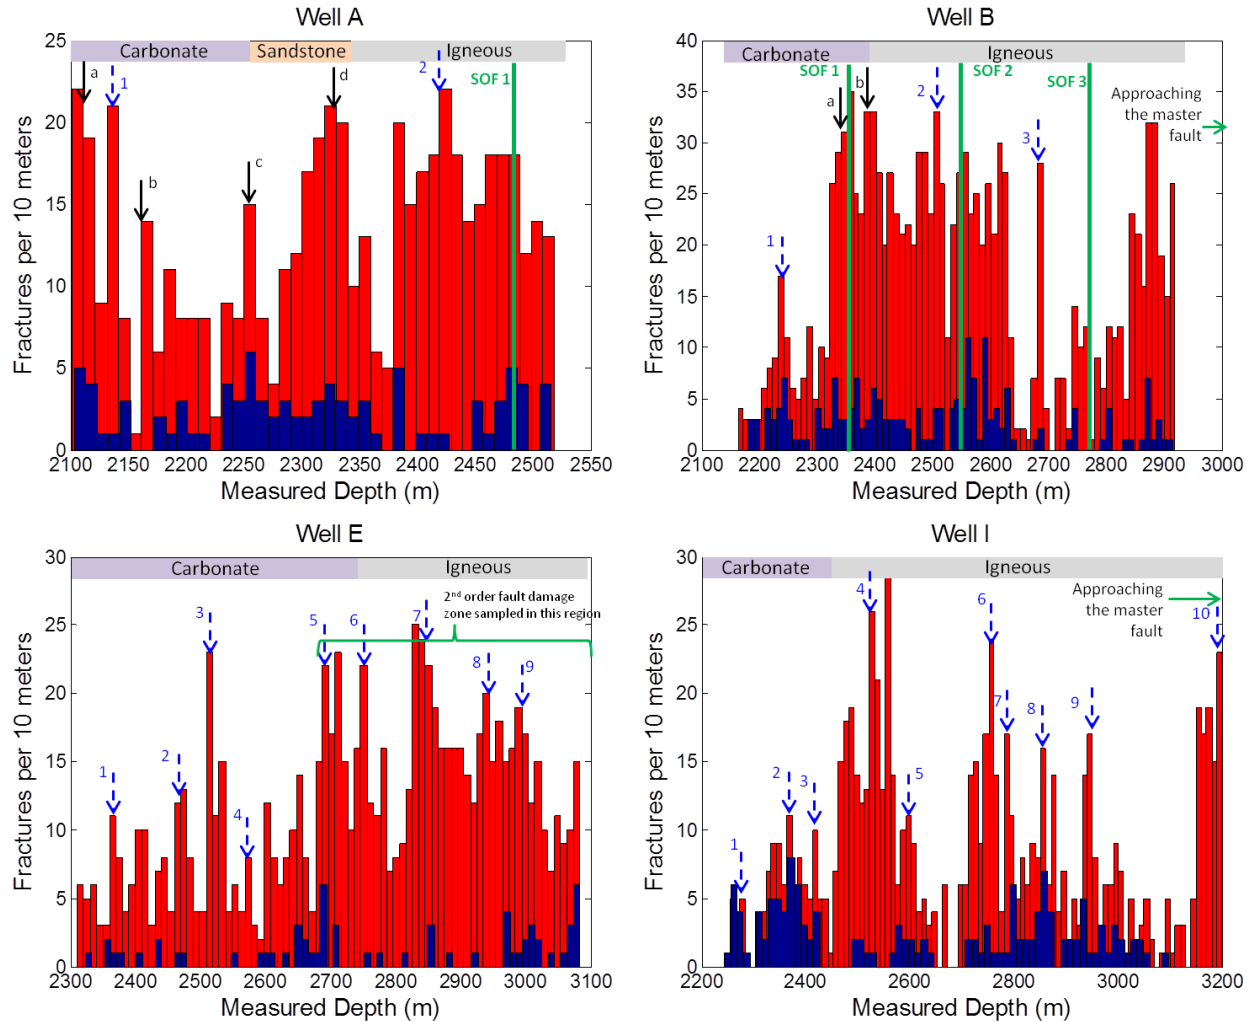 Well A
Carbonate Sandstone Igneous
a
1
b
c
d
2
SOF 1
25
20
15
10
5
0
Fractures per 10 meters
2100 2150 2200 2250 2300 2350 2400 2450 2500 2550
Measured Depth (m)
Well B
Carbonate Igneous
SOF 1
a
b
2
SOF 2
SOF 3
1
3
Approaching
the master
fault
40
35
30
25
20
15
10
5
0
Fractures per 10 meters
2100 2200 2300 2400 2500 2600 2700 2800 2900 3000
Measured Depth (m)
Well E
Carbonate Igneous
2nd order fault damage
zone sampled in this region
1
2
3
4
5
6
7
8
9
30
25
20
15
10
5
0
Fractures per 10 meters
2300 2400 2500 2600 2700 2800 2900 3000 3100
Measured Depth (m)
Well I
Carbonate Igneous
Approaching
the master
fault
1
2
3
4
5
6
7
8
9
10
30
25
20
15
10
5
0
Fractures per 10 meters
2200 2400 2600 2800 3000 3200
Measured Depth (m)